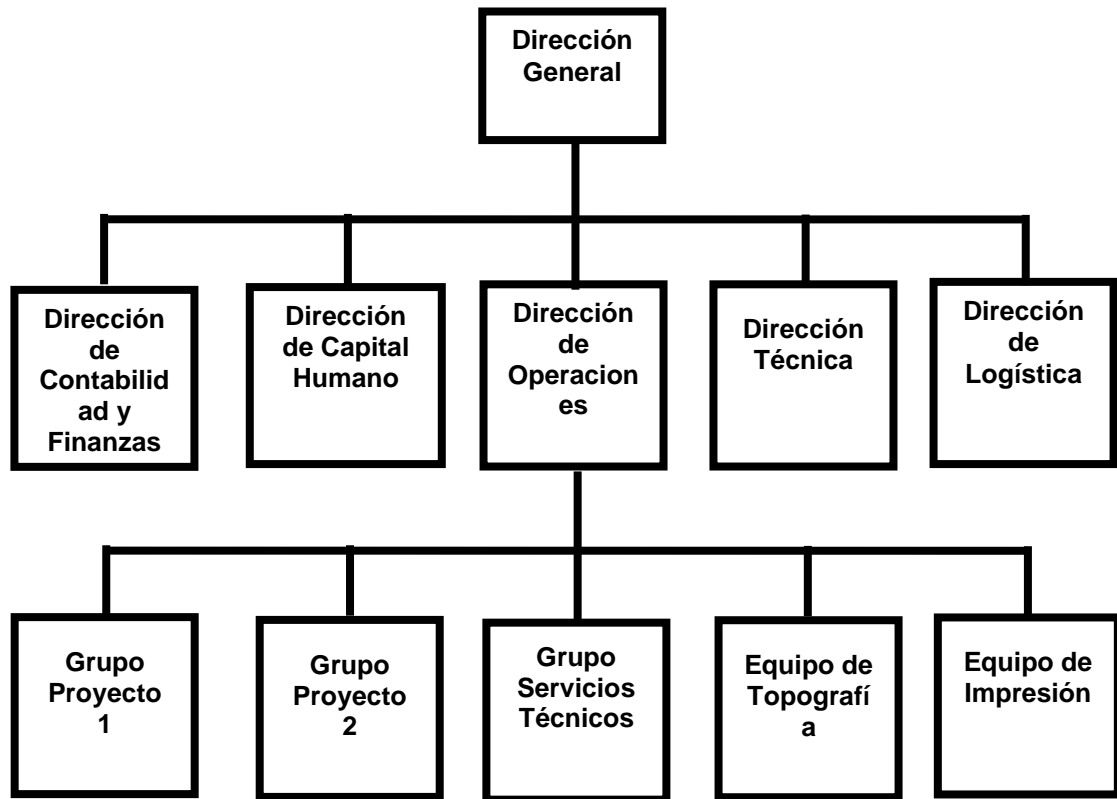 Dirección
General
Dirección
de
Contabilid
ad y
Finanzas
Dirección
de Capital
Humano
Dirección
de
Operacion
es
Dirección
Técnica
Dirección
de
Logística
Grupo
Proyecto
1
Grupo
Proyecto
2
Grupo
Servicios
Técnicos
Equipo de
Topografí
a
Equipo de
Impresión